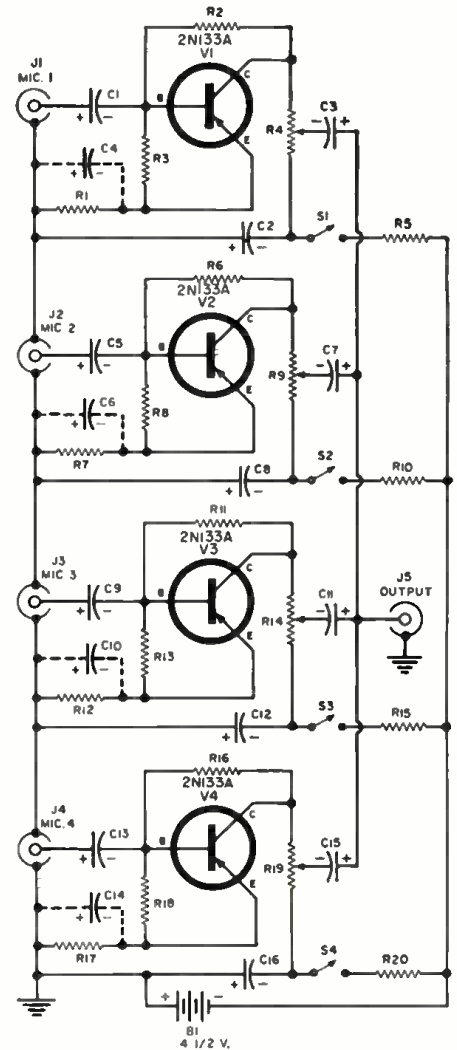 R2
2N133A
V1
J1
MIC. 1
C1
+ −
B
C
E
R3
R4
C3
− +
C4
+ −
R1
C2
+ −
S1
R5
R6
2N133A
V2
J2
MIC. 2
C5
+ −
B
C
E
R8
R9
C7
− +
C6
+ −
R7
C8
+ −
S2
R10
R11
2N133A
V3
J3
MIC. 3
C9
+ −
B
C
E
R13
R14
C11
− +
J5
OUTPUT
C10
+ −
R12
C12
+ −
S3
R15
R16
2N133A
V4
J4
MIC. 4
C13
+ −
B
C
E
R18
R19
C15
− +
C14
+ −
R17
C16
+ −
S4
R20
+ −
B1
4 1/2 V.